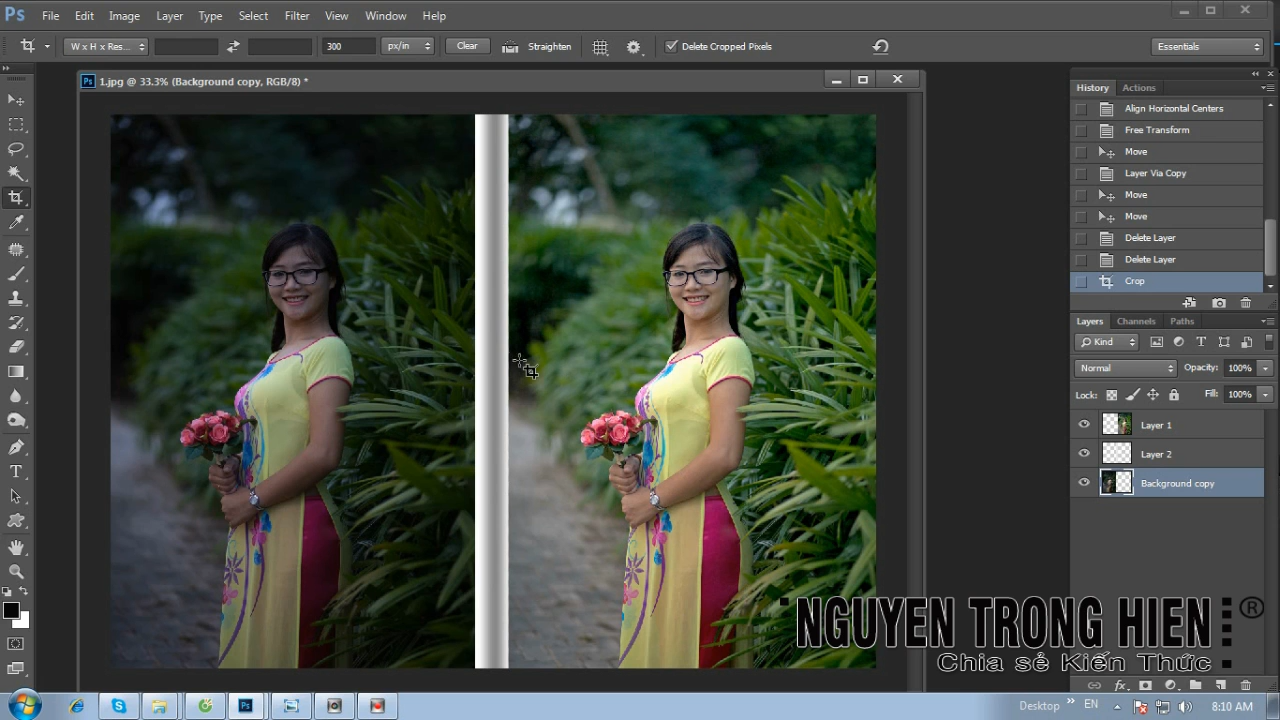 Ps File Edit Image Layer Type Select Filter View Window Help
W x H x Res... 300 px/in Clear Straighten Delete Cropped Pixels Essentials
Ps 1.jpg @ 33.3% (Background copy, RGB/8) *
History Actions
Align Horizontal Centers
Free Transform
Move
Layer Via Copy
Move
Move
Delete Layer
Delete Layer
Crop
Layers Channels Paths
Kind
Normal Opacity: 100%
Lock: Fill: 100%
Layer 1
Layer 2
Background copy
NGUYEN TRONG HIEN ®
Chia sẻ Kiến Thức
fx
Ps Desktop » EN 8:10 AM